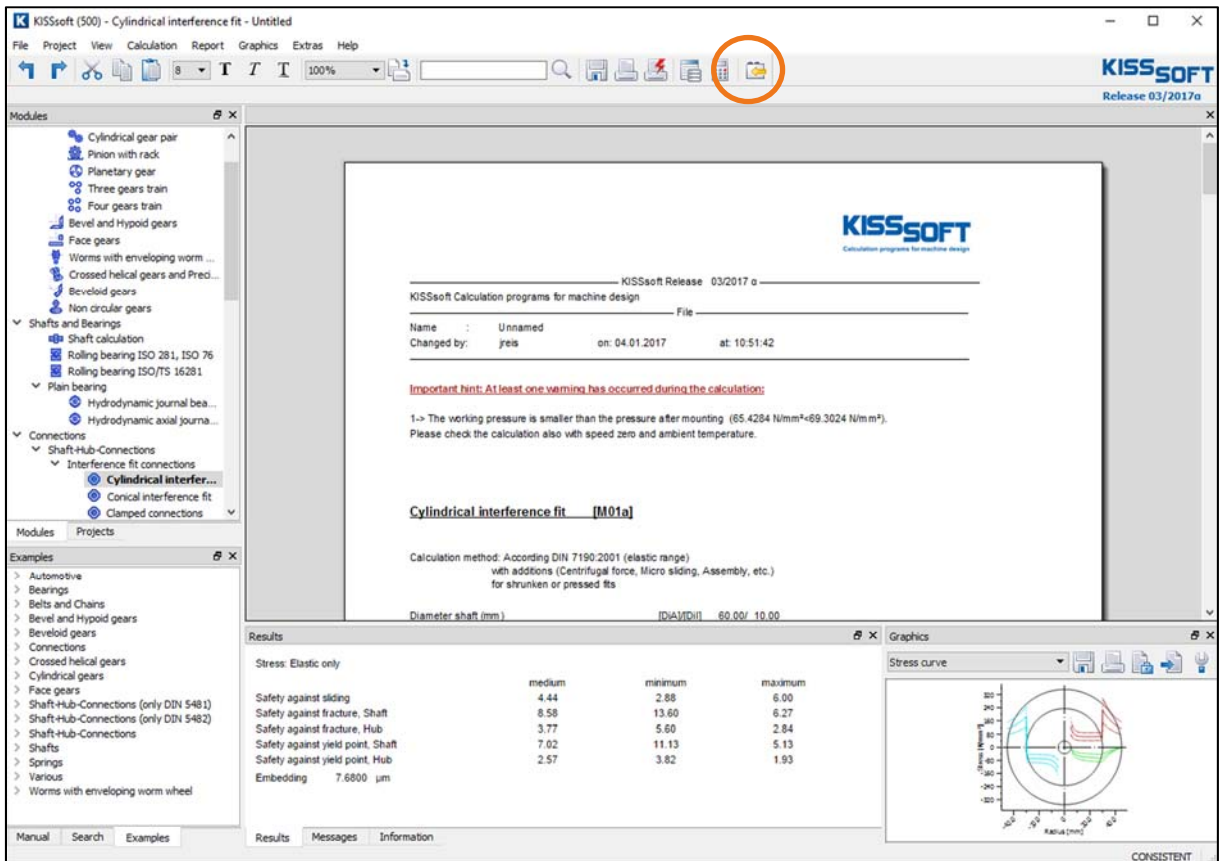 KISSsoft (500) - Cylindrical interference fit - Untitled
File Project View Calculation Report Graphics Extras Help
8 T T T 100%
KISSsoft
Release 03/2017α
Modules
Cylindrical gear pair
Pinion with rack
Planetary gear
Three gears train
Four gears train
Bevel and Hypoid gears
Face gears
Worms with enveloping worm ...
Crossed helical gears and Preci...
Beveloid gears
Non circular gears
Shafts and Bearings
Shaft calculation
Rolling bearing ISO 281, ISO 76
Rolling bearing ISO/TS 16281
Plain bearing
Hydrodynamic journal bea...
Hydrodynamic axial journa...
Connections
Shaft-Hub-Connections
Interference fit connections
Cylindrical interfer...
Conical interference fit
Clamped connections
Modules Projects
Examples
Automotive
Bearings
Belts and Chains
Bevel and Hypoid gears
Beveloid gears
Connections
Crossed helical gears
Cylindrical gears
Face gears
Shaft-Hub-Connections (only DIN 5481)
Shaft-Hub-Connections (only DIN 5482)
Shaft-Hub-Connections
Shafts
Springs
Various
Worms with enveloping worm wheel
Manual Search Examples
KISSsoft
Calculation programs for machine design
KISSsoft Release 03/2017 α
KISSsoft Calculation programs for machine design
File
Name : Unnamed
Changed by: jreis on: 04.01.2017 at: 10:51:42
Important hint: At least one warning has occurred during the calculation:
1-> The working pressure is smaller than the pressure after mounting (65.4284 N/mm²<69.3024 N/mm²).
Please check the calculation also with speed zero and ambient temperature.
Cylindrical interference fit [M01a]
Calculation method: According DIN 7190:2001 (elastic range)
with additions (Centrifugal force, Micro sliding, Assembly, etc.)
for shrunken or pressed fits
Diameter shaft (mm) [DiA]/[DiI] 60.00/ 10.00
Results
Stress: Elastic only
medium minimum maximum
Safety against sliding 4.44 2.88 6.00
Safety against fracture, Shaft 8.58 13.60 6.27
Safety against fracture, Hub 3.77 5.60 2.84
Safety against yield point, Shaft 7.02 11.13 5.13
Safety against yield point, Hub 2.57 3.82 1.93
Embedding 7.6800 µm
Results Messages Information
Graphics
Stress curve
Stress [N/mm²]
320
240
160
80
0
-80
-160
-240
-320
Radius [mm]
CONSISTENT